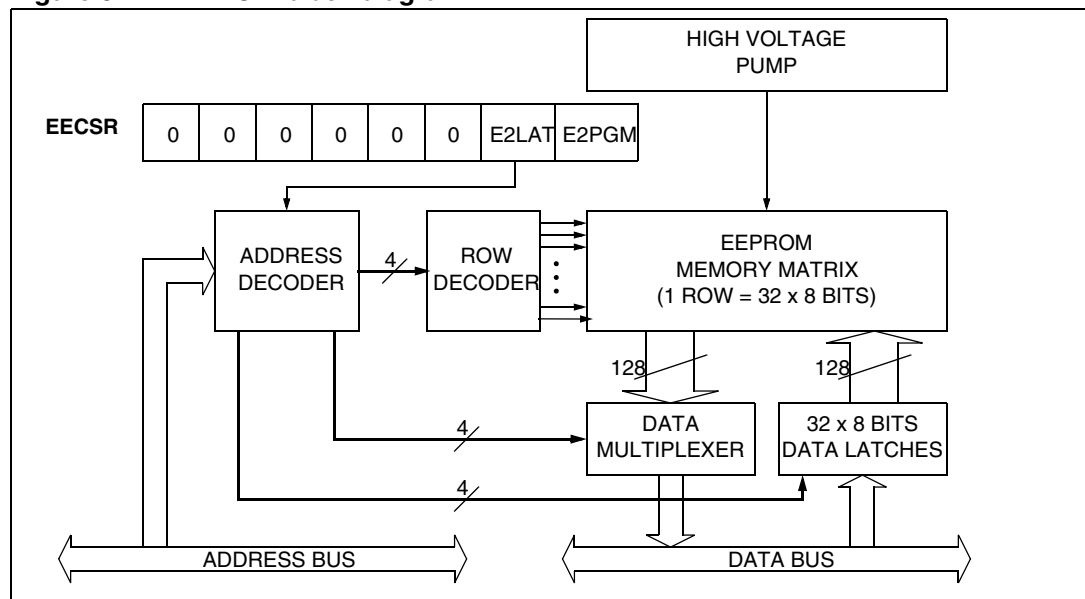 HIGH VOLTAGE
PUMP
EECSR 0 0 0 0 0 0 E2LAT E2PGM
ADDRESS
DECODER
4
ROW
DECODER
EEPROM
MEMORY MATRIX
(1 ROW = 32 x 8 BITS)
128
128
4
DATA
MULTIPLEXER
32 x 8 BITS
DATA LATCHES
4
ADDRESS BUS
DATA BUS